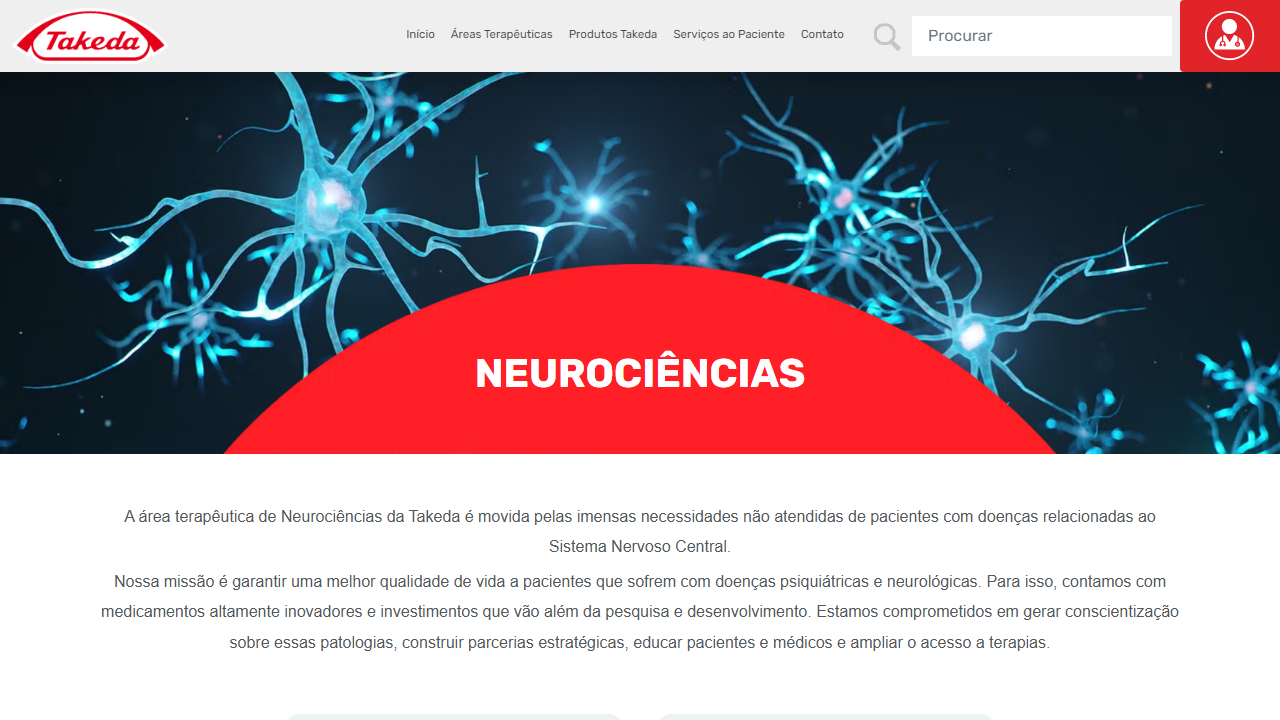 Takeda
Início Áreas Terapêuticas Produtos Takeda Serviços ao Paciente Contato
Procurar
NEUROCIÊNCIAS
A área terapêutica de Neurociências da Takeda é movida pelas imensas necessidades não atendidas de pacientes com doenças relacionadas ao
Sistema Nervoso Central.
Nossa missão é garantir uma melhor qualidade de vida a pacientes que sofrem com doenças psiquiátricas e neurológicas. Para isso, contamos com
medicamentos altamente inovadores e investimentos que vão além da pesquisa e desenvolvimento. Estamos comprometidos em gerar conscientização
sobre essas patologias, construir parcerias estratégicas, educar pacientes e médicos e ampliar o acesso a terapias.